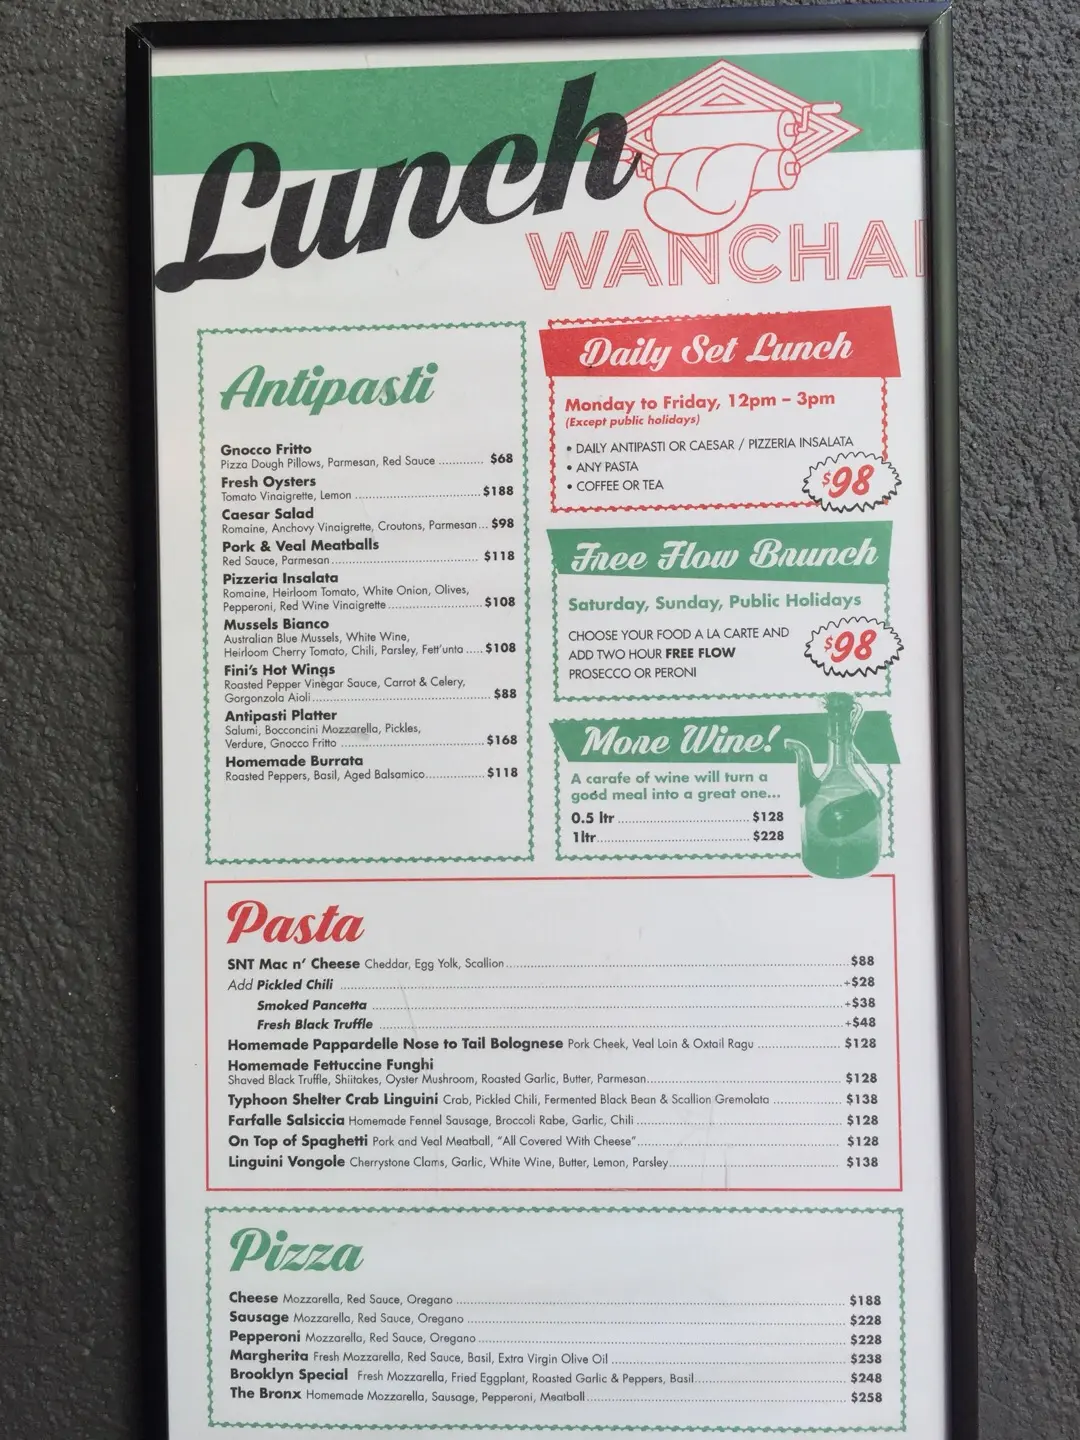 Lunch
WANCHAI
Antipasti
Gnocco Fritto
Pizza Dough Pillows, Parmesan, Red Sauce ............ $68
Fresh Oysters
Tomato Vinaigrette, Lemon ............ $188
Caesar Salad
Romaine, Anchovy Vinaigrette, Croutons, Parmesan... $98
Pork & Veal Meatballs
Red Sauce, Parmesan............ $118
Pizzeria Insalata
Romaine, Heirloom Tomato, White Onion, Olives,
Pepperoni, Red Wine Vinaigrette............ $108
Mussels Bianco
Australian Blue Mussels, White Wine,
Heirloom Cherry Tomato, Chili, Parsley, Fett'unta .... $108
Fini's Hot Wings
Roasted Pepper Vinegar Sauce, Carrot & Celery,
Gorgonzola Aioli............ $88
Antipasti Platter
Salumi, Bocconcini Mozzarella, Pickles,
Verdure, Gnocco Fritto ............ $168
Homemade Burrata
Roasted Peppers, Basil, Aged Balsamico............ $118
Daily Set Lunch
Monday to Friday, 12pm – 3pm
(Except public holidays)
• DAILY ANTIPASTI OR CAESAR / PIZZERIA INSALATA
• ANY PASTA
• COFFEE OR TEA
$98
Free Flow Brunch
Saturday, Sunday, Public Holidays
CHOOSE YOUR FOOD A LA CARTE AND
ADD TWO HOUR FREE FLOW
PROSECCO OR PERONI
$98
More Wine!
A carafe of wine will turn a
good meal into a great one...
0.5 ltr ............ $128
1ltr............ $228
Pasta
SNT Mac n' Cheese Cheddar, Egg Yolk, Scallion............ $88
Add Pickled Chili ............ +$28
Smoked Pancetta ............ +$38
Fresh Black Truffle ............ +$48
Homemade Pappardelle Nose to Tail Bolognese Pork Cheek, Veal Loin & Oxtail Ragu ............ $128
Homemade Fettuccine Funghi
Shaved Black Truffle, Shiitakes, Oyster Mushroom, Roasted Garlic, Butter, Parmesan............ $128
Typhoon Shelter Crab Linguini Crab, Pickled Chili, Fermented Black Bean & Scallion Gremolata ............ $138
Farfalle Salsiccia Homemade Fennel Sausage, Broccoli Rabe, Garlic, Chili ............ $128
On Top of Spaghetti Pork and Veal Meatball, "All Covered With Cheese"............ $128
Linguini Vongole Cherrystone Clams, Garlic, White Wine, Butter, Lemon, Parsley............ $138
Pizza
Cheese Mozzarella, Red Sauce, Oregano ............ $188
Sausage Mozzarella, Red Sauce, Oregano ............ $228
Pepperoni Mozzarella, Red Sauce, Oregano............ $228
Margherita Fresh Mozzarella, Red Sauce, Basil, Extra Virgin Olive Oil ............ $238
Brooklyn Special Fresh Mozzarella, Fried Eggplant, Roasted Garlic & Peppers, Basil............ $248
The Bronx Homemade Mozzarella, Sausage, Pepperoni, Meatball............ $258